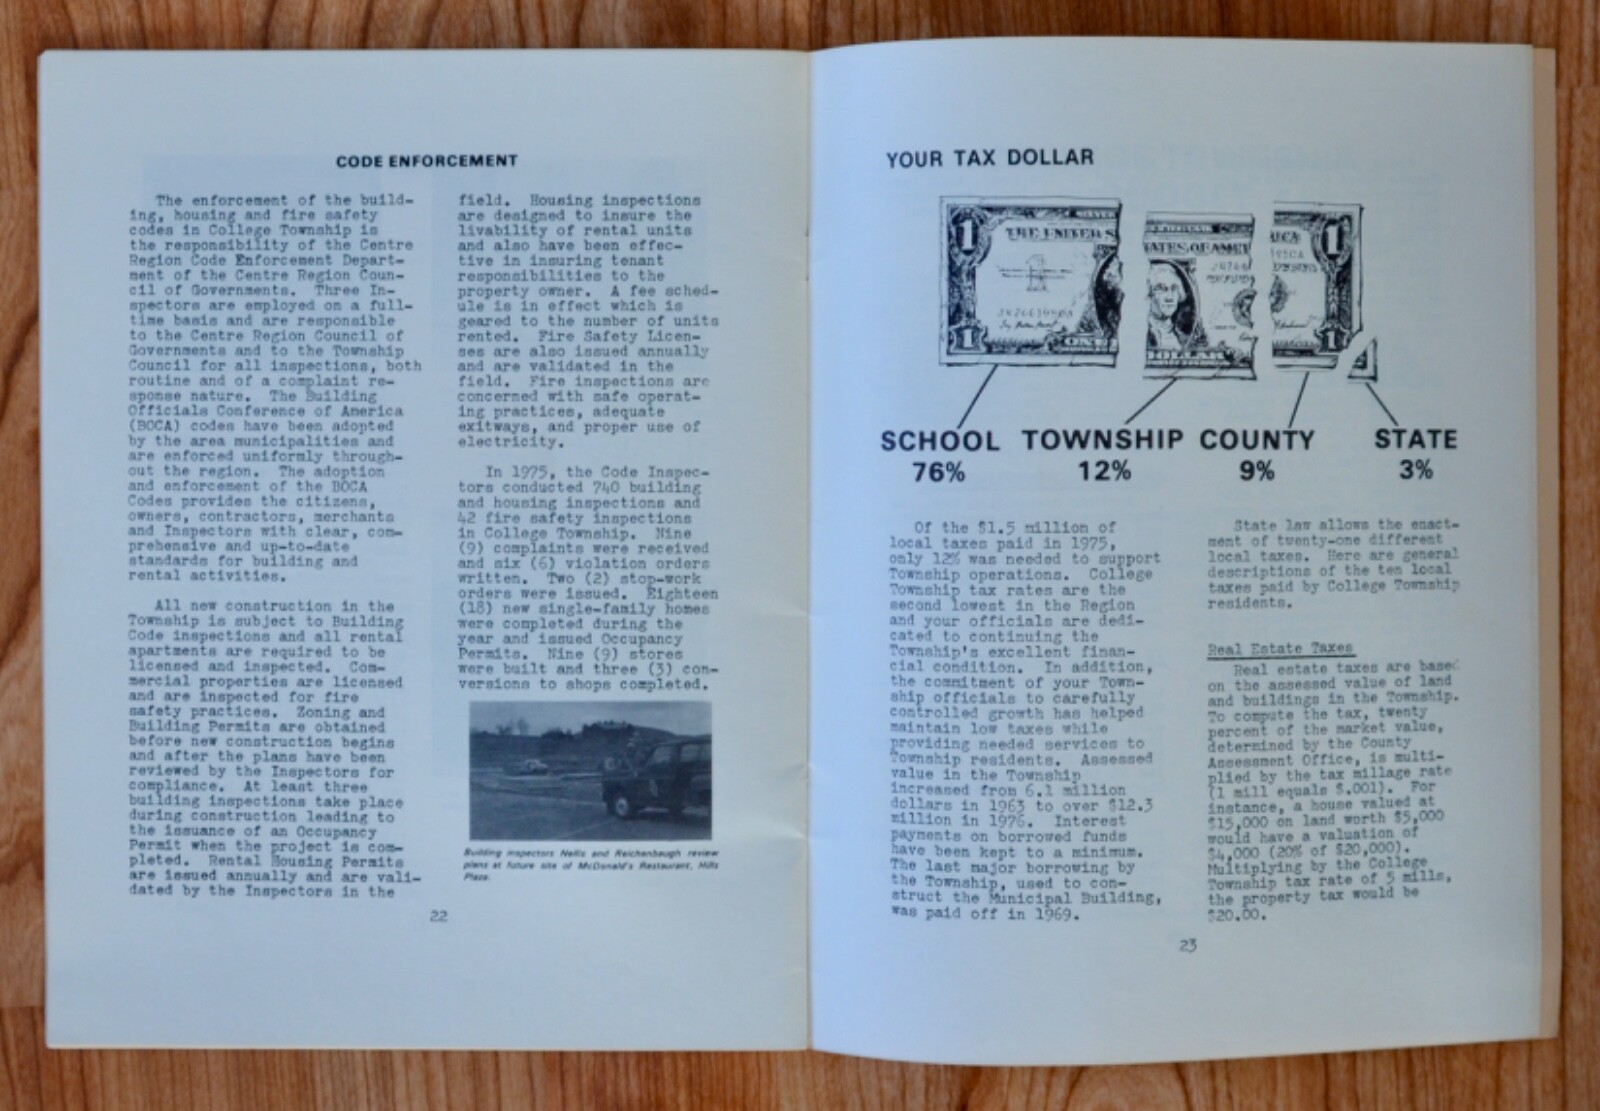 CODE ENFORCEMENT
The enforcement of the build-
ing, housing and fire safety
codes in College Township is
the responsibility of the Centre
Region Code Enforcement Depart-
ment of the Centre Region Coun-
cil of Governments. Three In-
spectors are employed on a full-
time basis and are responsible
to the Centre Region Council of
Governments and to the Township
Council for all inspections, both
routine and of a complaint re-
sponse nature. The Building
Officials Conference of America
(BOCA) codes have been adopted
by the area municipalities and
are enforced uniformly through-
out the region. The adoption
and enforcement of the BOCA
Codes provides the citizens,
owners, contractors, merchants
and Inspectors with clear, com-
prehensive and up-to-date
standards for building and
rental activities.
All new construction in the
Township is subject to Building
Code inspections and all rental
apartments are required to be
licensed and inspected. Com-
mercial properties are licensed
and are inspected for fire
safety practices. Zoning and
Building Permits are obtained
before new construction begins
and after the plans have been
reviewed by the Inspectors for
compliance. At least three
building inspections take place
during construction leading to
the issuance of an Occupancy
Permit when the project is com-
pleted. Rental Housing Permits
are issued annually and are vali-
dated by the Inspectors in the
field. Housing inspections
are designed to insure the
livability of rental units
and also have been effec-
tive in insuring tenant
responsibilities to the
property owner. A fee sched-
ule is in effect which is
geared to the number of units
rented. Fire Safety Licen-
ses are also issued annually
and are validated in the
field. Fire inspections are
concerned with safe operat-
ing practices, adequate
exitways, and proper use of
electricity.
In 1975, the Code Inspec-
tors conducted 740 building
and housing inspections and
42 fire safety inspections
in College Township. Nine
(9) complaints were received
and six (6) violation orders
written. Two (2) stop-work
orders were issued. Eighteen
(18) new single-family homes
were completed during the
year and issued Occupancy
Permits. Nine (9) stores
were built and three (3) con-
versions to shops completed.
Building inspectors Nellis and Reichenbaugh review
plans at future site of McDonald's Restaurant, Hills
Plaza.
22
YOUR TAX DOLLAR
1 THE UNITED S
TATES OF AMEI
ICA 1
1 ONE
DOLLAR
SCHOOL TOWNSHIP COUNTY STATE
76% 12% 9% 3%
Of the $1.5 million of
local taxes paid in 1975,
only 12% was needed to support
Township operations. College
Township tax rates are the
second lowest in the Region
and your officials are dedi-
cated to continuing the
Township's excellent finan-
cial condition. In addition,
the commitment of your Town-
ship officials to carefully
controlled growth has helped
maintain low taxes while
providing needed services to
Township residents. Assessed
value in the Township
increased from 6.1 million
dollars in 1963 to over $12.3
million in 1976. Interest
payments on borrowed funds
have been kept to a minimum.
The last major borrowing by
the Township, used to con-
struct the Municipal Building,
was paid off in 1969.
State law allows the enact-
ment of twenty-one different
local taxes. Here are general
descriptions of the ten local
taxes paid by College Township
residents.
Real Estate Taxes
Real estate taxes are based
on the assessed value of land
and buildings in the Township.
To compute the tax, twenty
percent of the market value,
determined by the County
Assessment Office, is multi-
plied by the tax millage rate
(1 mill equals $.001). For
instance, a house valued at
$15,000 on land worth $5,000
would have a valuation of
$4,000 (20% of $20,000).
Multiplying by the College
Township tax rate of 5 mills,
the property tax would be
$20.00.
23